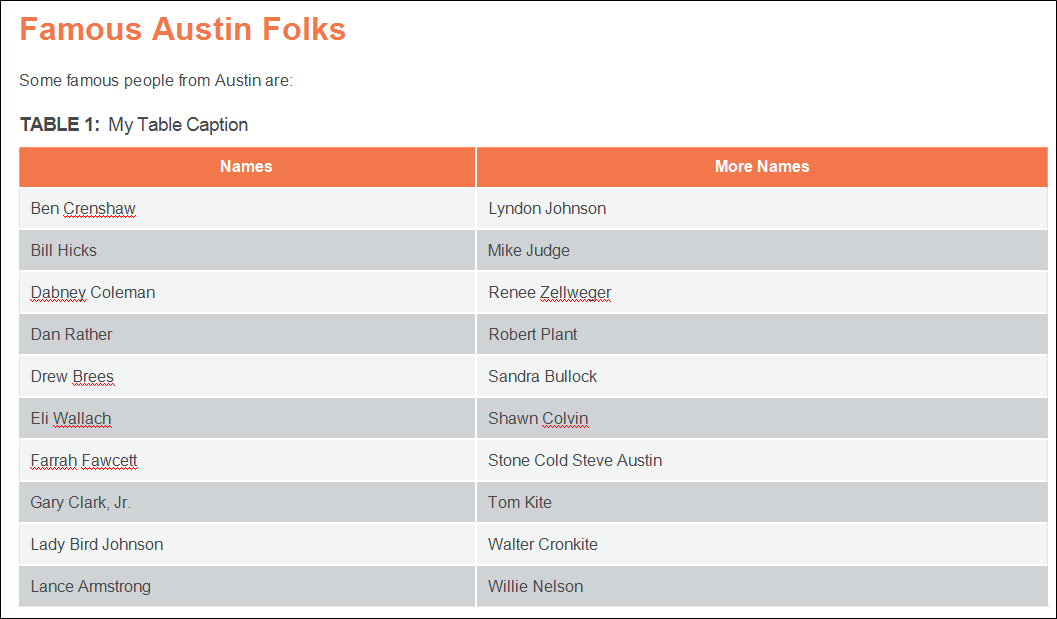 Famous Austin Folks
Some famous people from Austin are:
TABLE 1: My Table Caption
Names More Names
Ben Crenshaw Lyndon Johnson
Bill Hicks Mike Judge
Dabney Coleman Renee Zellweger
Dan Rather Robert Plant
Drew Brees Sandra Bullock
Eli Wallach Shawn Colvin
Farrah Fawcett Stone Cold Steve Austin
Gary Clark, Jr. Tom Kite
Lady Bird Johnson Walter Cronkite
Lance Armstrong Willie Nelson